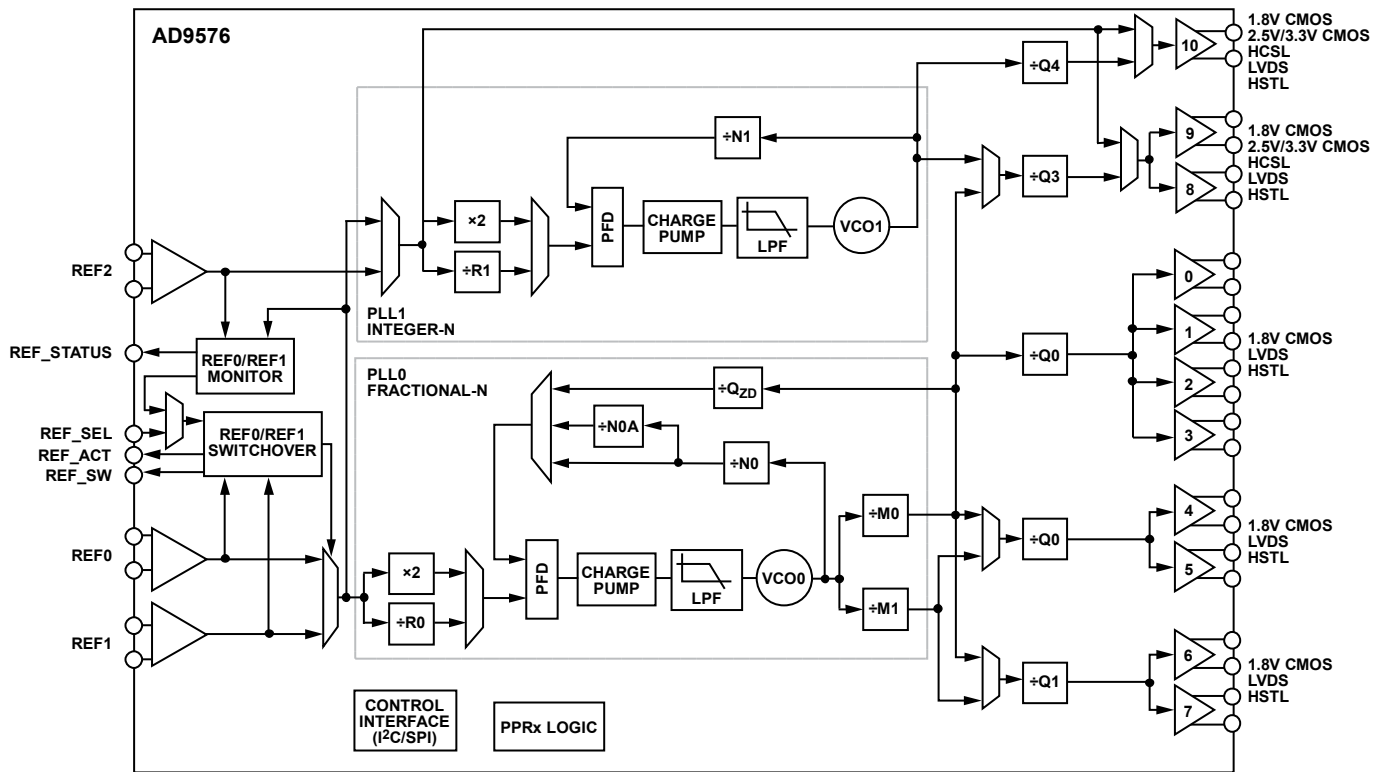 AD9576
1.8V CMOS
2.5V/3.3V CMOS
HCSL
LVDS
HSTL
10
÷Q4
9
8
1.8V CMOS
2.5V/3.3V CMOS
HCSL
LVDS
HSTL
÷N1
÷Q3
×2
÷R1
PFD
CHARGE
PUMP
LPF
VCO1
REF2
PLL1
INTEGER-N
0
1
2
3
1.8V CMOS
LVDS
HSTL
÷Q0
REF_STATUS
REF0/REF1
MONITOR
PLL0
FRACTIONAL-N
÷QZD
÷N0A
÷N0
REF_SEL
REF_ACT
REF_SW
REF0/REF1
SWITCHOVER
÷M0
÷M1
÷Q0
4
5
1.8V CMOS
LVDS
HSTL
REF0
×2
÷R0
PFD
CHARGE
PUMP
LPF
VCO0
REF1
÷Q1
6
7
1.8V CMOS
LVDS
HSTL
CONTROL
INTERFACE
(I²C/SPI)
PPRx LOGIC